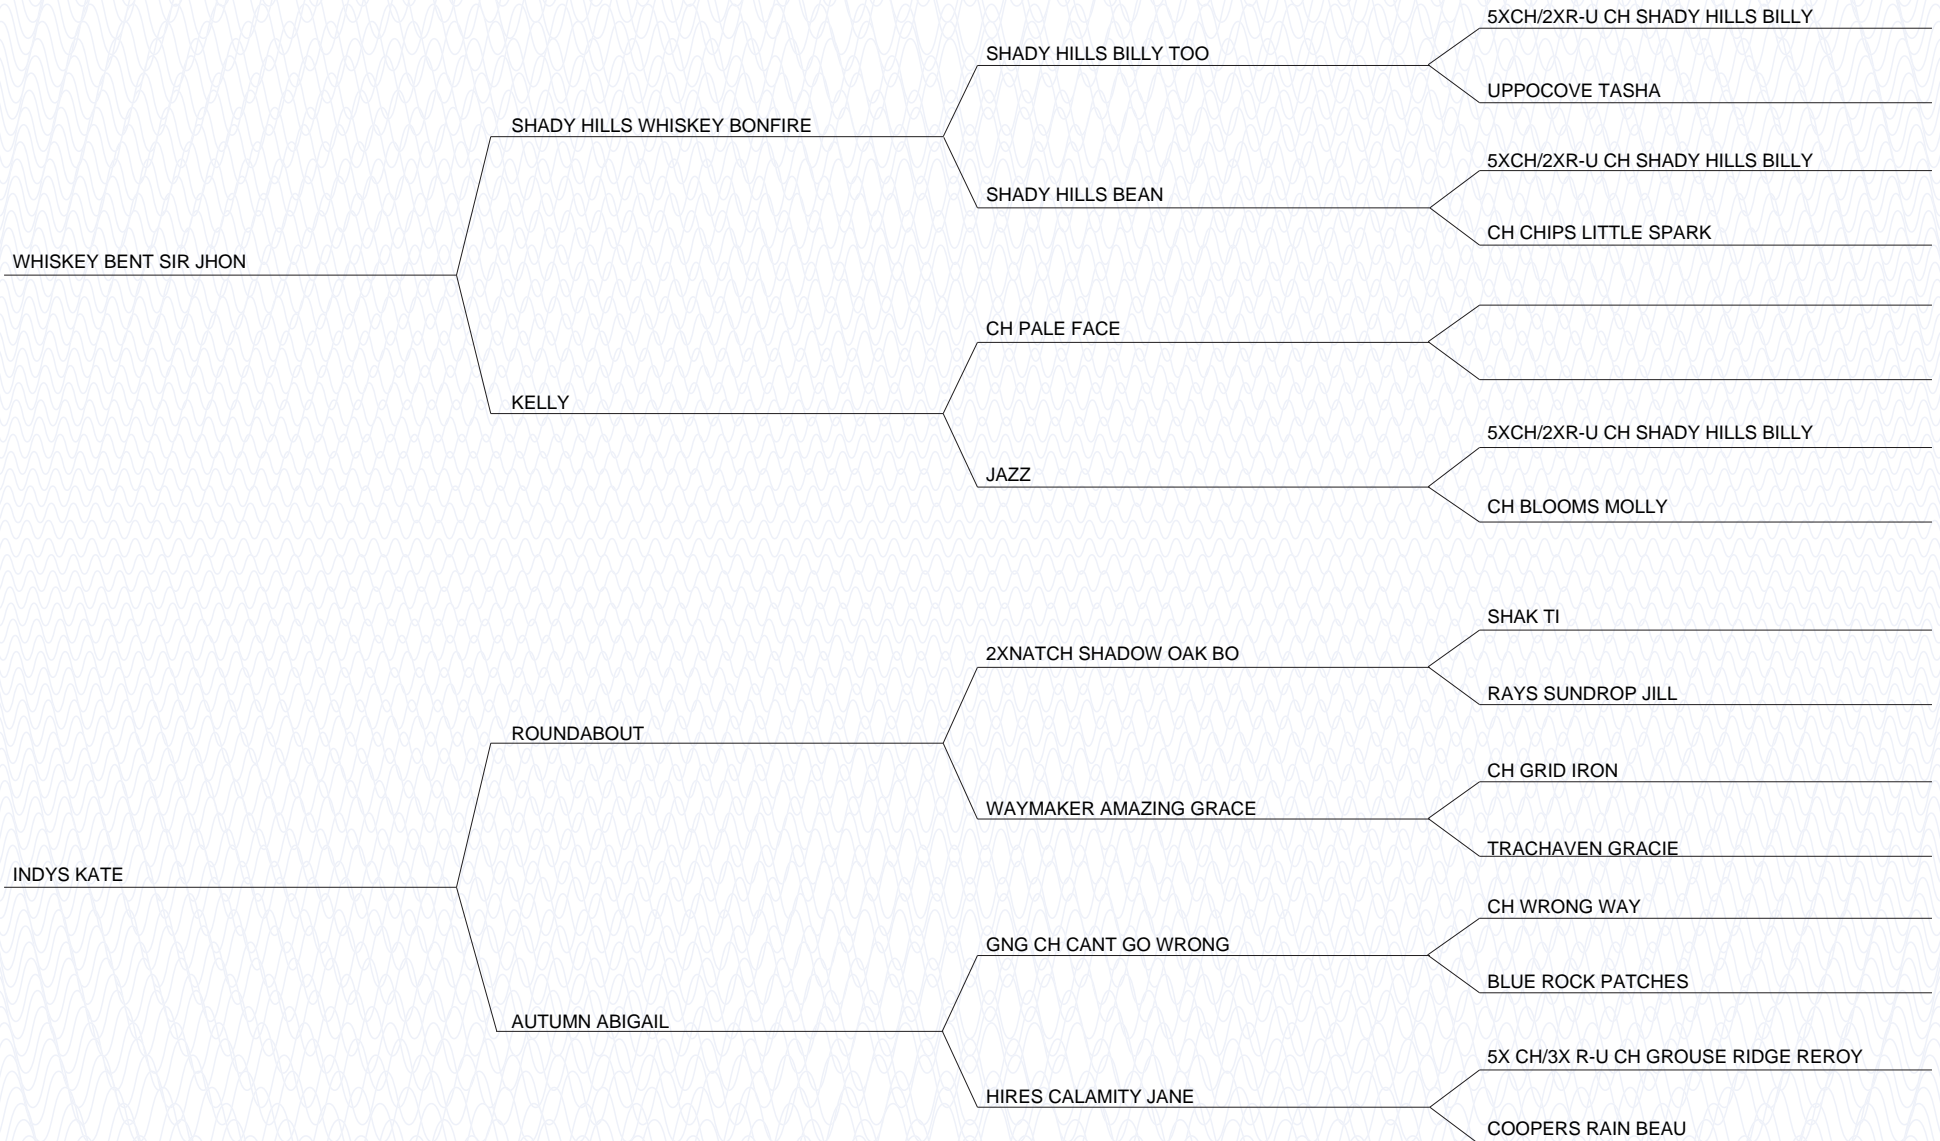 5XCH/2XR-U CH SHADY HILLS BILLY
SHADY HILLS BILLY TOO
UPPOCOVE TASHA
SHADY HILLS WHISKEY BONFIRE
5XCH/2XR-U CH SHADY HILLS BILLY
SHADY HILLS BEAN
CH CHIPS LITTLE SPARK
WHISKEY BENT SIR JHON
CH PALE FACE
KELLY
5XCH/2XR-U CH SHADY HILLS BILLY
JAZZ
CH BLOOMS MOLLY
SHAK TI
2XNATCH SHADOW OAK BO
RAYS SUNDROP JILL
ROUNDABOUT
CH GRID IRON
WAYMAKER AMAZING GRACE
TRACHAVEN GRACIE
INDYS KATE
CH WRONG WAY
GNG CH CANT GO WRONG
BLUE ROCK PATCHES
AUTUMN ABIGAIL
5X CH/3X R-U CH GROUSE RIDGE REROY
HIRES CALAMITY JANE
COOPERS RAIN BEAU